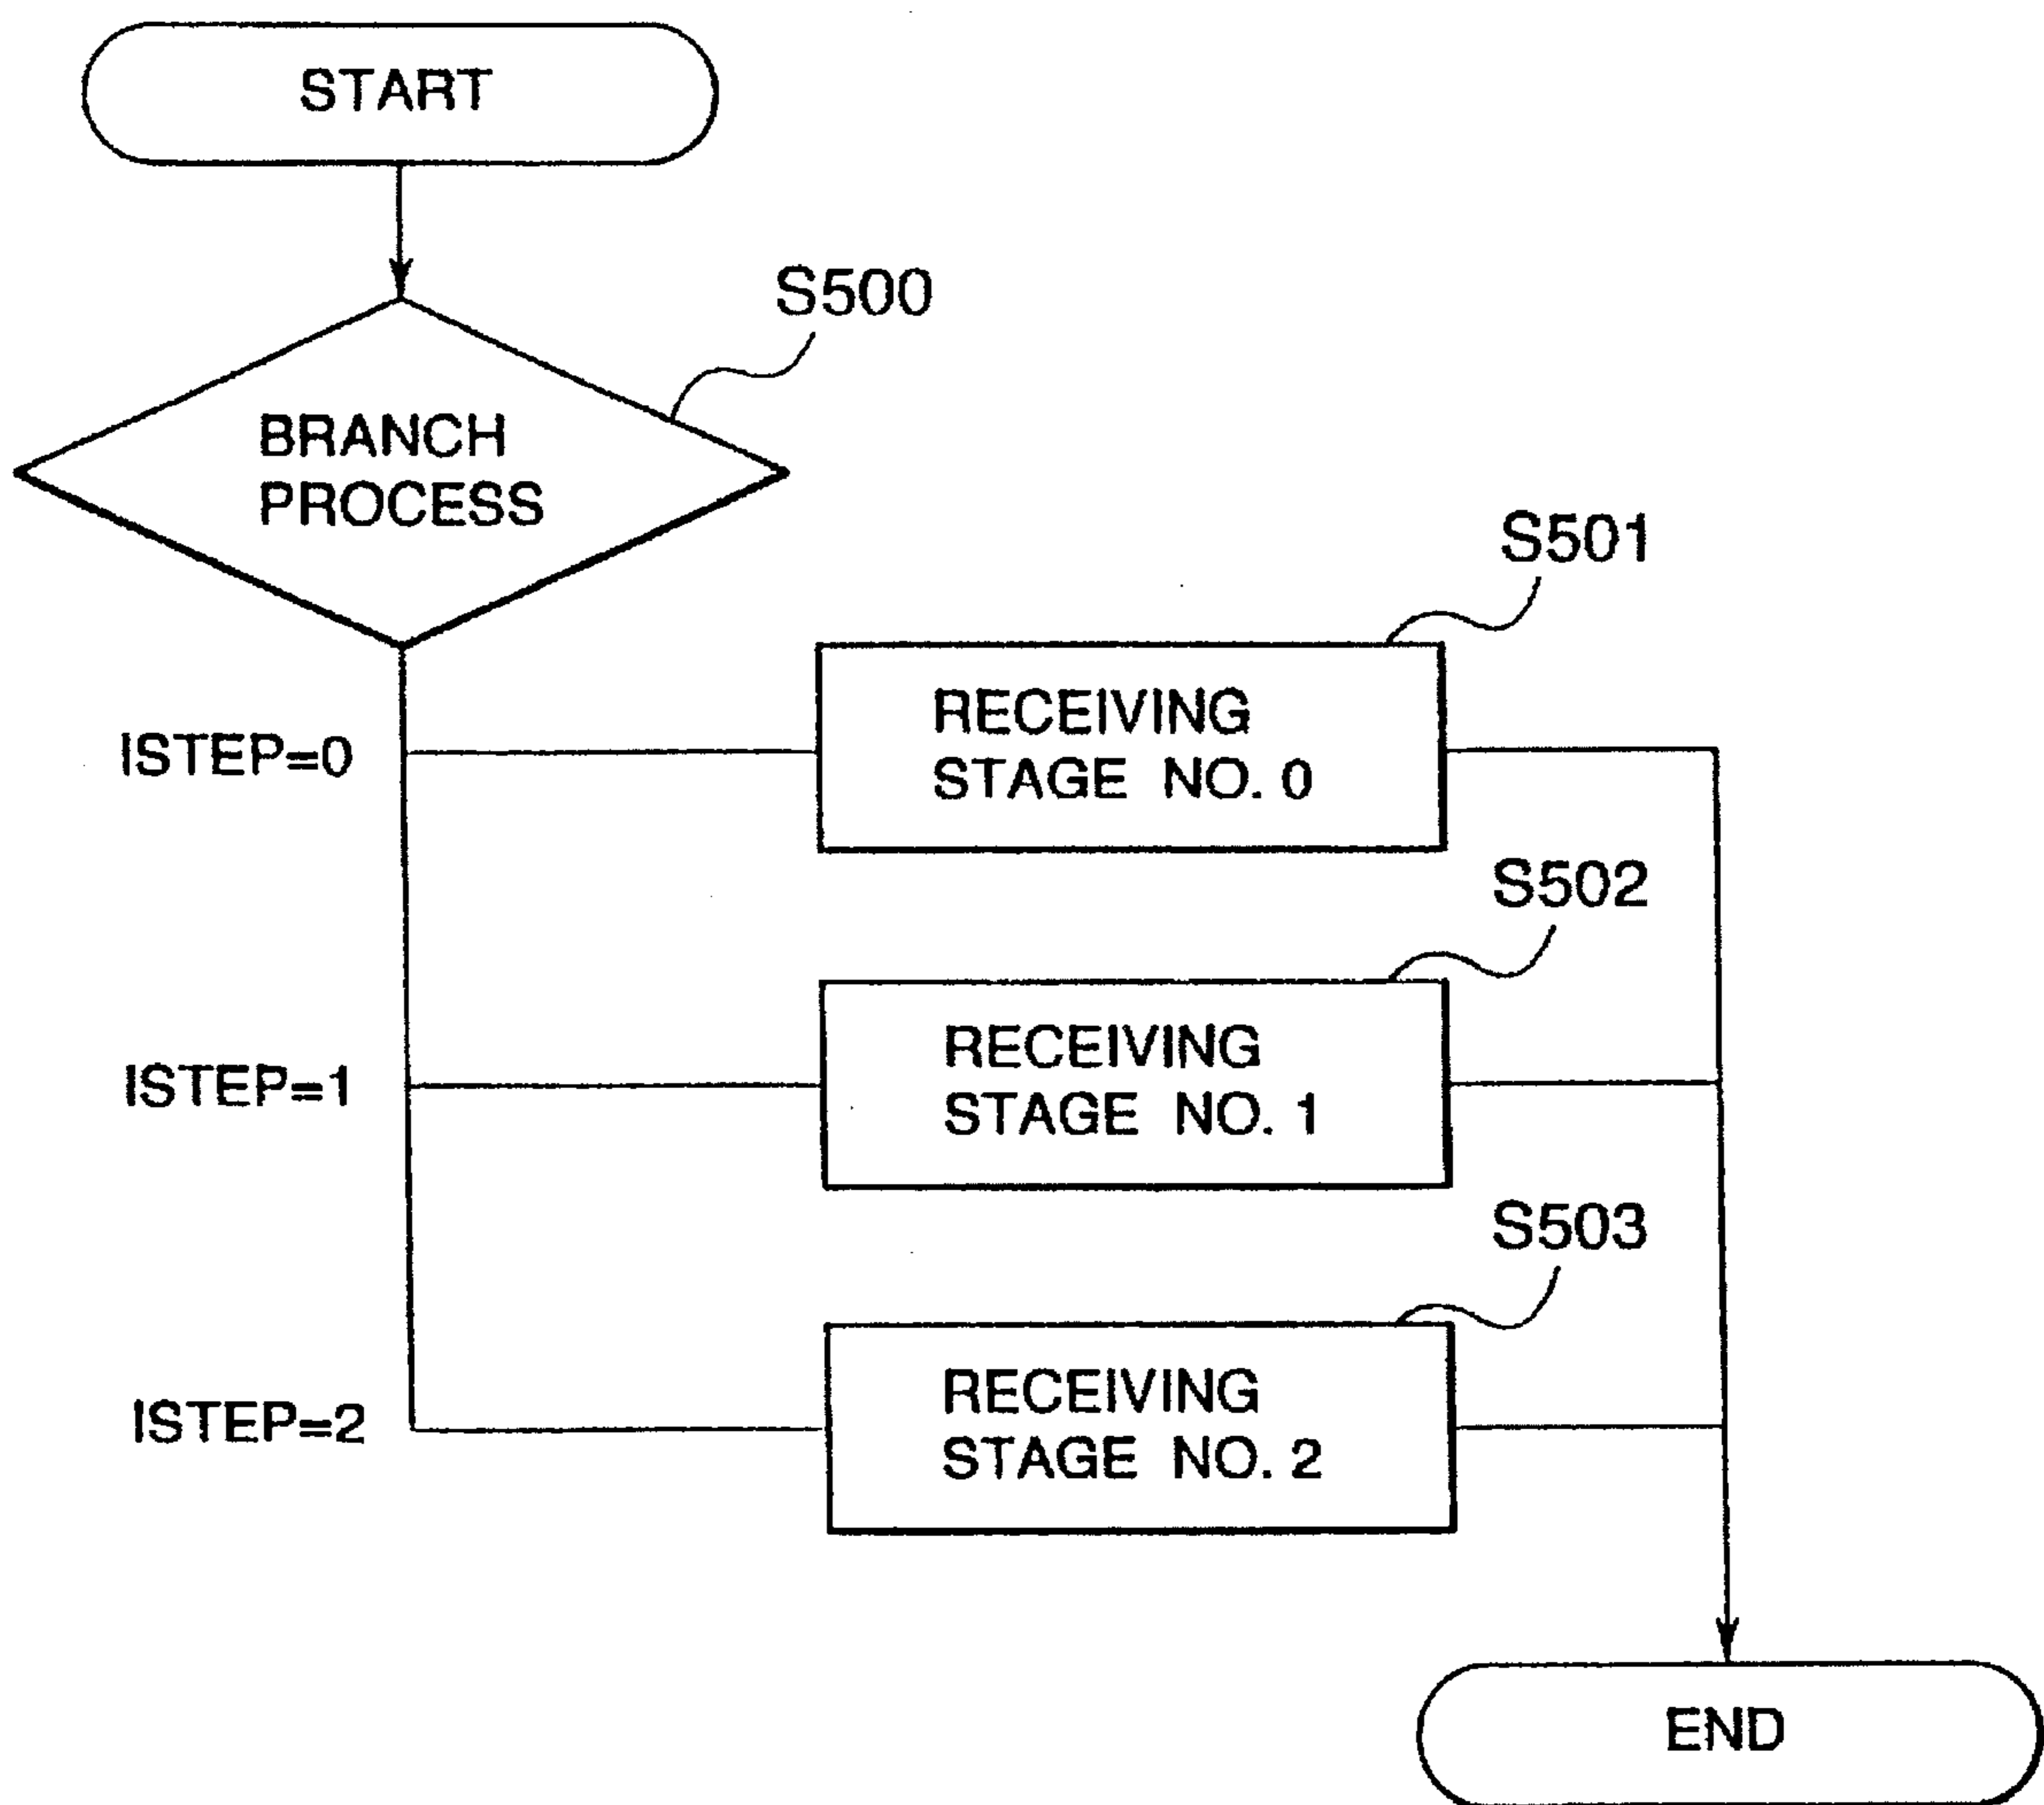 START
S500
BRANCH
PROCESS
S501
RECEIVING
STAGE NO. 0
ISTEP=0
S502
RECEIVING
STAGE NO. 1
ISTEP=1
S503
RECEIVING
STAGE NO. 2
ISTEP=2
END